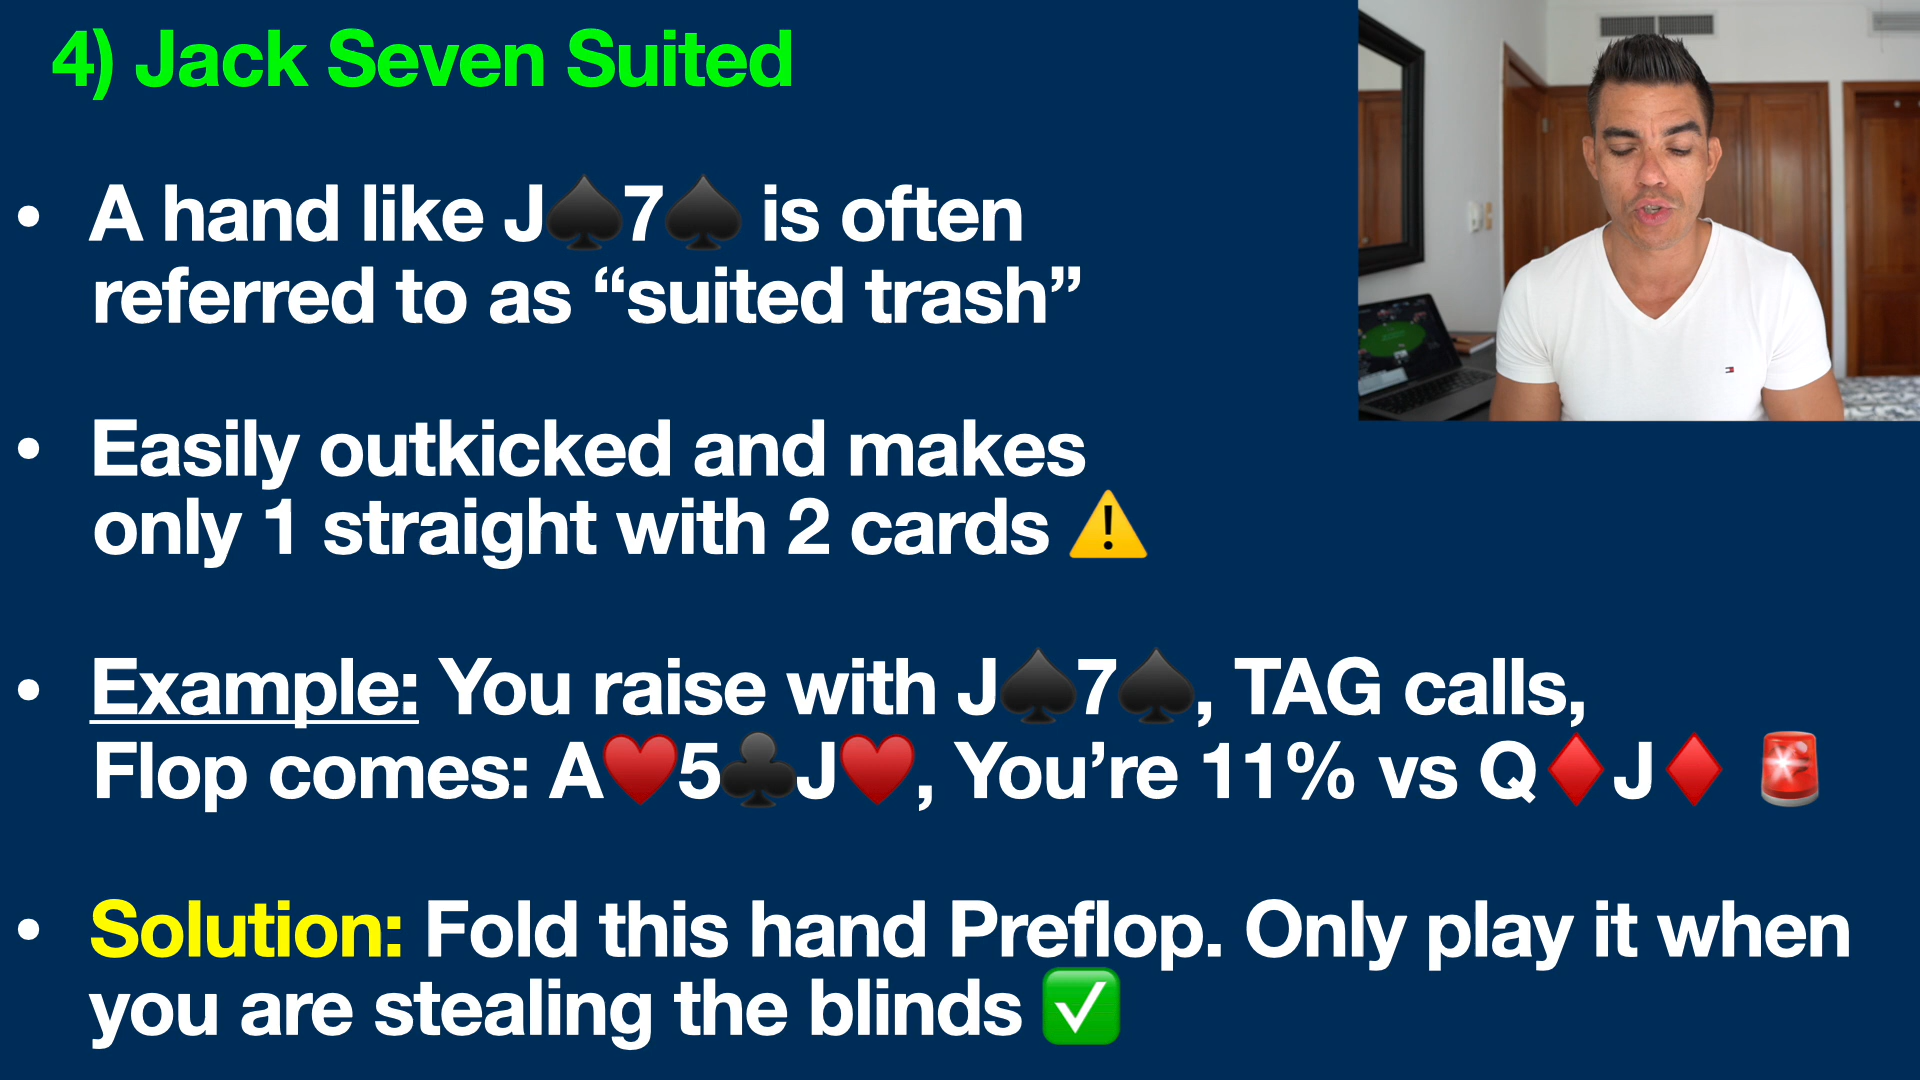 4) Jack Seven Suited
• A hand like J♠️7♠️ is often
referred to as “suited trash”
• Easily outkicked and makes
only 1 straight with 2 cards ⚠️
• Example: You raise with J♠️7♠️, TAG calls,
Flop comes: A♥️5♣️J♥️, You’re 11% vs Q♦️J♦️ 🚨
• Solution: Fold this hand Preflop. Only play it when
you are stealing the blinds ✅